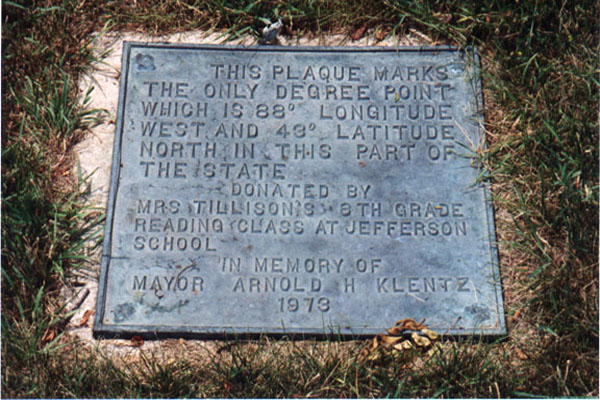 THIS PLAQUE MARKS
THE ONLY DEGREE POINT
WHICH IS 88° LONGITUDE
WEST AND 43° LATITUDE
NORTH IN THIS PART OF
THE STATE
DONATED BY
MRS TILLISON'S 8TH GRADE
READING CLASS AT JEFFERSON
SCHOOL
IN MEMORY OF
MAYOR ARNOLD H KLENTZ
1973